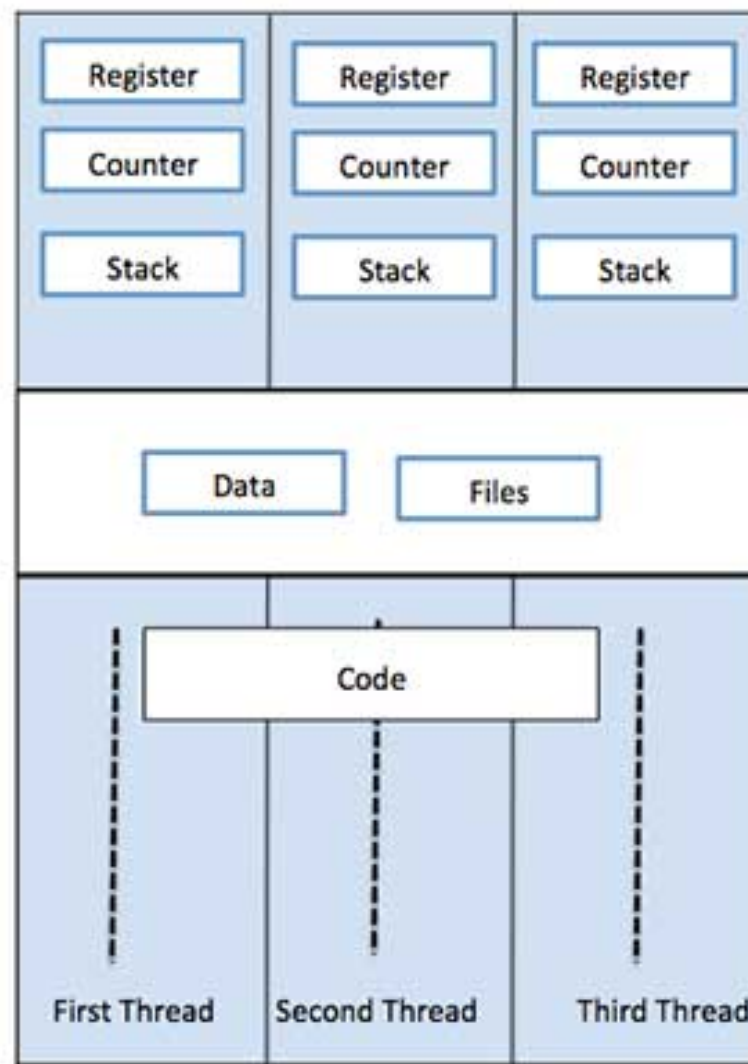 Register
Register
Register
Counter
Counter
Counter
Stack
Stack
Stack
Data
Files
Code
First Thread
Second Thread
Third Thread